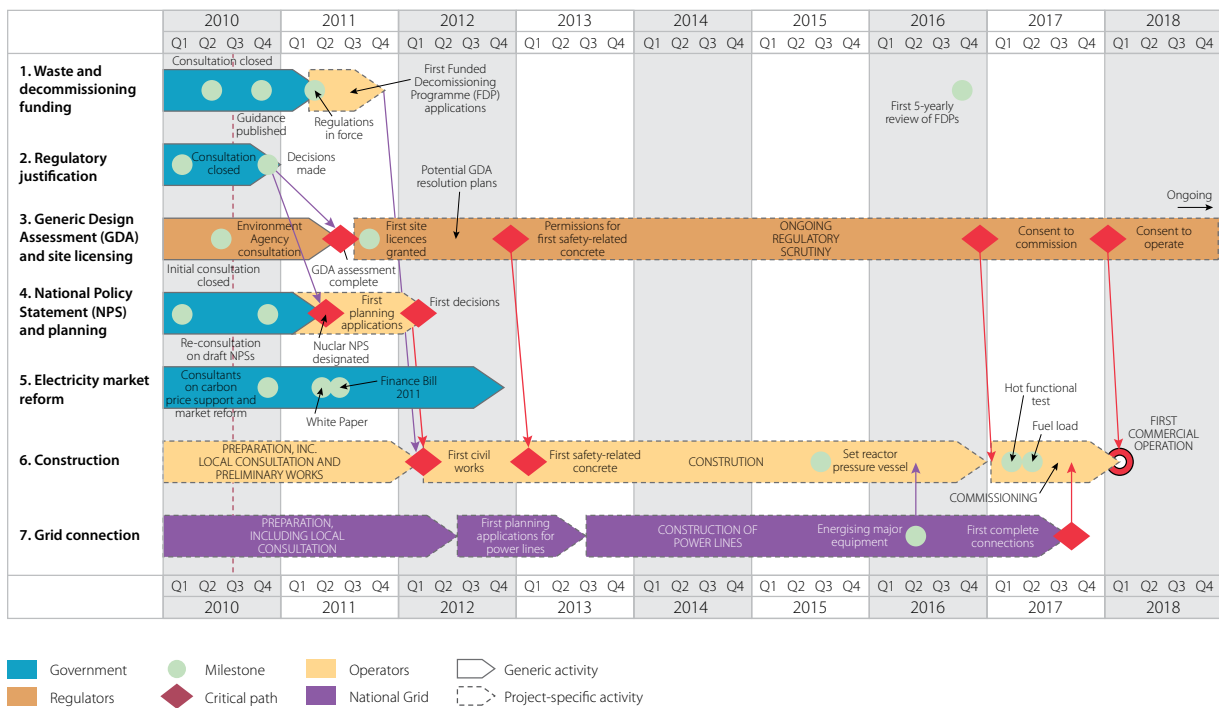 2010 2011 2012 2013 2014 2015 2016 2017 2018
Q1 Q2 Q3 Q4 Q1 Q2 Q3 Q4 Q1 Q2 Q3 Q4 Q1 Q2 Q3 Q4 Q1 Q2 Q3 Q4 Q1 Q2 Q3 Q4 Q1 Q2 Q3 Q4 Q1 Q2 Q3 Q4 Q1 Q2 Q3 Q4
1. Waste and
decommissioning
funding
Consultation closed
Guidance
published
Regulations
in force
First Funded
Decomissioning
Programme (FDP)
applications
First 5-yearly
review of FDPs
2. Regulatory
justification
Consultation
closed
Decisions
made
Potential GDA
resolution plans
Ongoing
3. Generic Design
Assessment (GDA)
and site licensing
Environment
Agency
consultation
First site
licences
granted
Permissions for
first safety-related
concrete
ONGOING
REGULATORY
SCRUTINY
Consent to
commission
Consent to
operate
Initial consultation
closed
GDA assessment
complete
4. National Policy
Statement (NPS)
and planning
First
planning
applications
First decisions
Re-consultation
on draft NPSs
Nuclar NPS
designated
5. Electricity market
reform
Consultants
on carbon
price support and
market reform
White Paper
Finance Bill
2011
Hot functional
test
Fuel load
FIRST
COMMERCIAL
OPERATION
6. Construction
PREPARATION, INC.
LOCAL CONSULTATION AND
PRELIMINARY WORKS
First civil
works
First safety-related
concrete
CONSTRUTION
Set reactor
pressure vessel
COMMISSIONING
7. Grid connection
PREPARATION,
INCLUDING LOCAL
CONSULTATION
First planning
applications for
power lines
CONSTRUCTION OF
POWER LINES
Energising major
equipment
First complete
connections
Q1 Q2 Q3 Q4 Q1 Q2 Q3 Q4 Q1 Q2 Q3 Q4 Q1 Q2 Q3 Q4 Q1 Q2 Q3 Q4 Q1 Q2 Q3 Q4 Q1 Q2 Q3 Q4 Q1 Q2 Q3 Q4 Q1 Q2 Q3 Q4
2010 2011 2012 2013 2014 2015 2016 2017 2018
Government Milestone Operators Generic activity
Regulators Critical path National Grid Project-specific activity